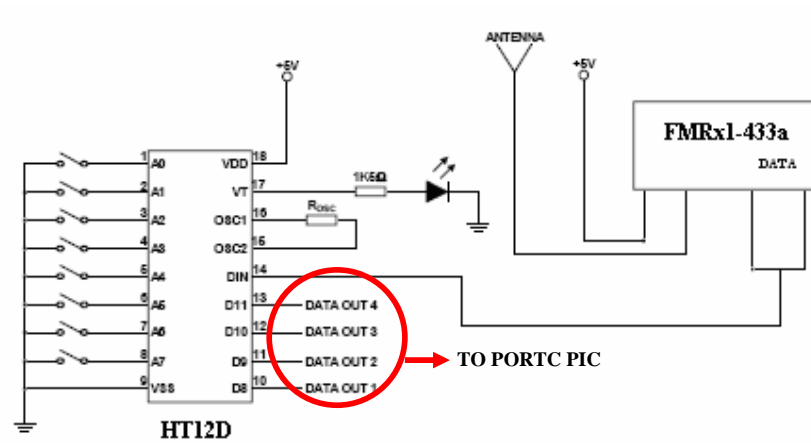 ANTENNA
+5V
+5V
FMRx1-433a
DATA
1 A0 VDD 18
2 A1 VT 17
1K5Ω
3 A2 OSC1 16
ROSC
4 A3 OSC2 15
5 A4 DIN 14
6 A5 D11 13 DATA OUT 4
7 A6 D10 12 DATA OUT 3
8 A7 D9 11 DATA OUT 2
TO PORTC PIC
9 VSS D8 10 DATA OUT 1
HT12D